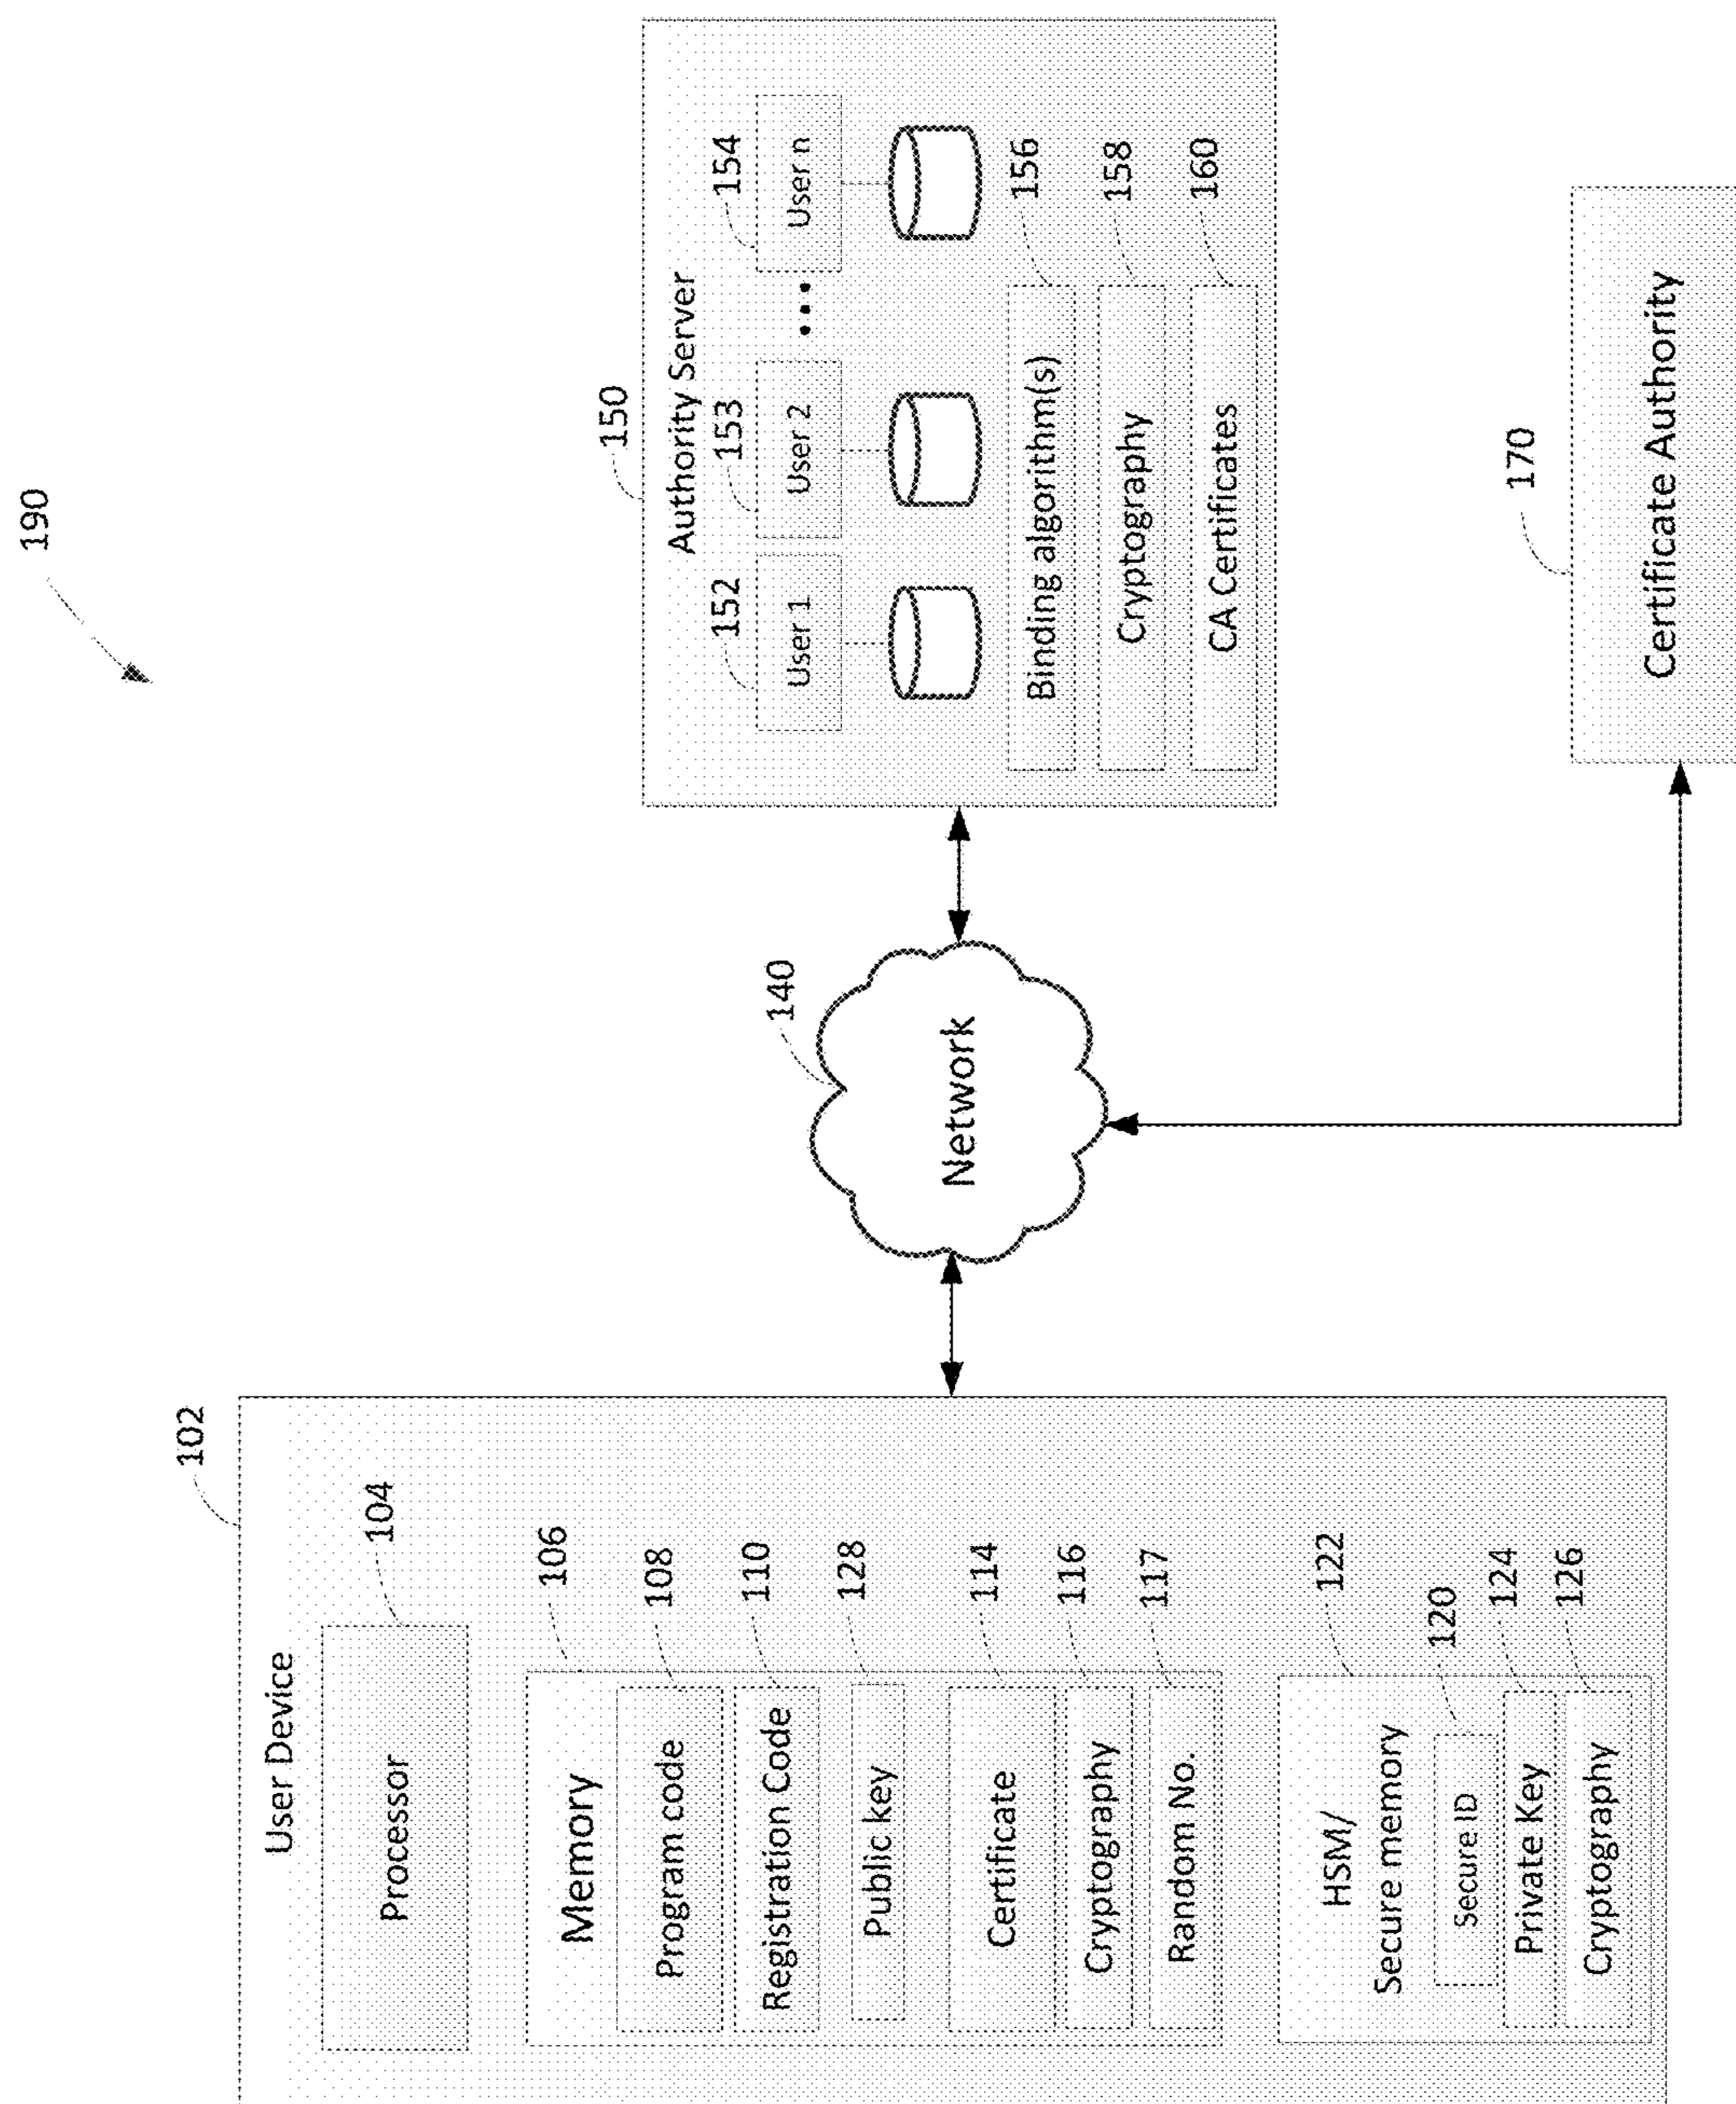 190
102
User Device
104
Processor
106
Memory
108
Program code
110
Registration Code
128
Public key
114
Certificate
116
Cryptography
117
Random No.
122
HSM/
Secure memory
120
Secure ID
124
Private Key
126
Cryptography
140
Network
150
Authority Server
152
User 1
153
User 2
...
154
User n
156
Binding algorithm(s)
158
Cryptography
160
CA Certificates
170
Certificate Authority